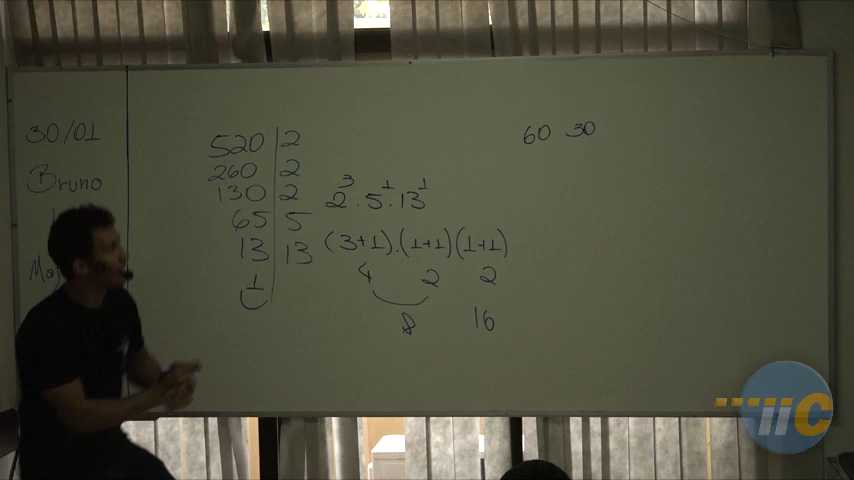 30/01
Bruno
520 | 2
260 | 2
130 | 2
65 | 5
13 | 13
1
2³ · 5¹ · 13¹
(3+1).(1+1)(1+1)
4 2 2
8 16
60 30
iiC